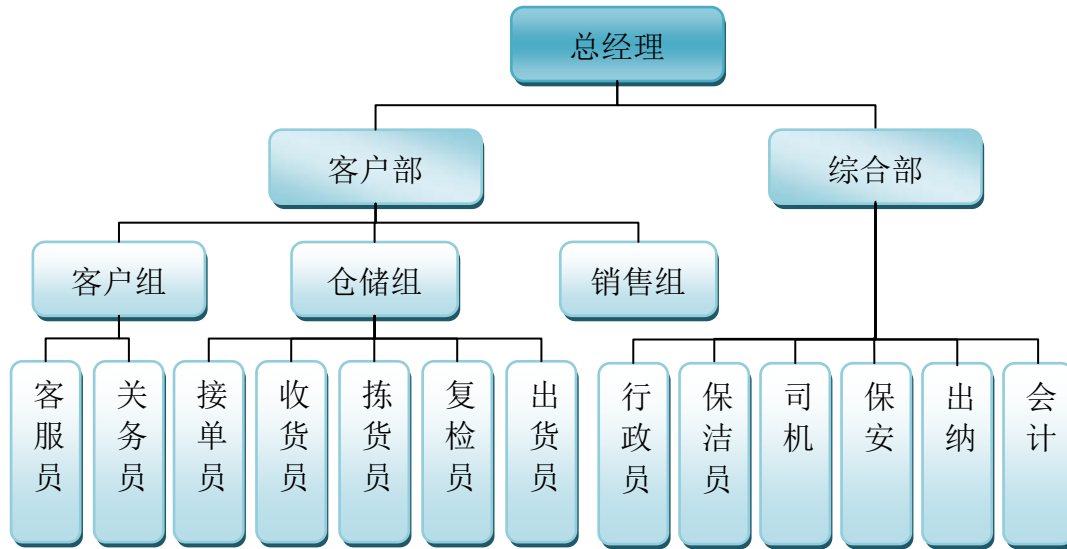 总经理
客户部
综合部
客户组
仓储组
销售组
客服员
关务员
接单员
收货员
拣货员
复检员
出货员
行政员
保洁员
司机
保安
出纳
会计